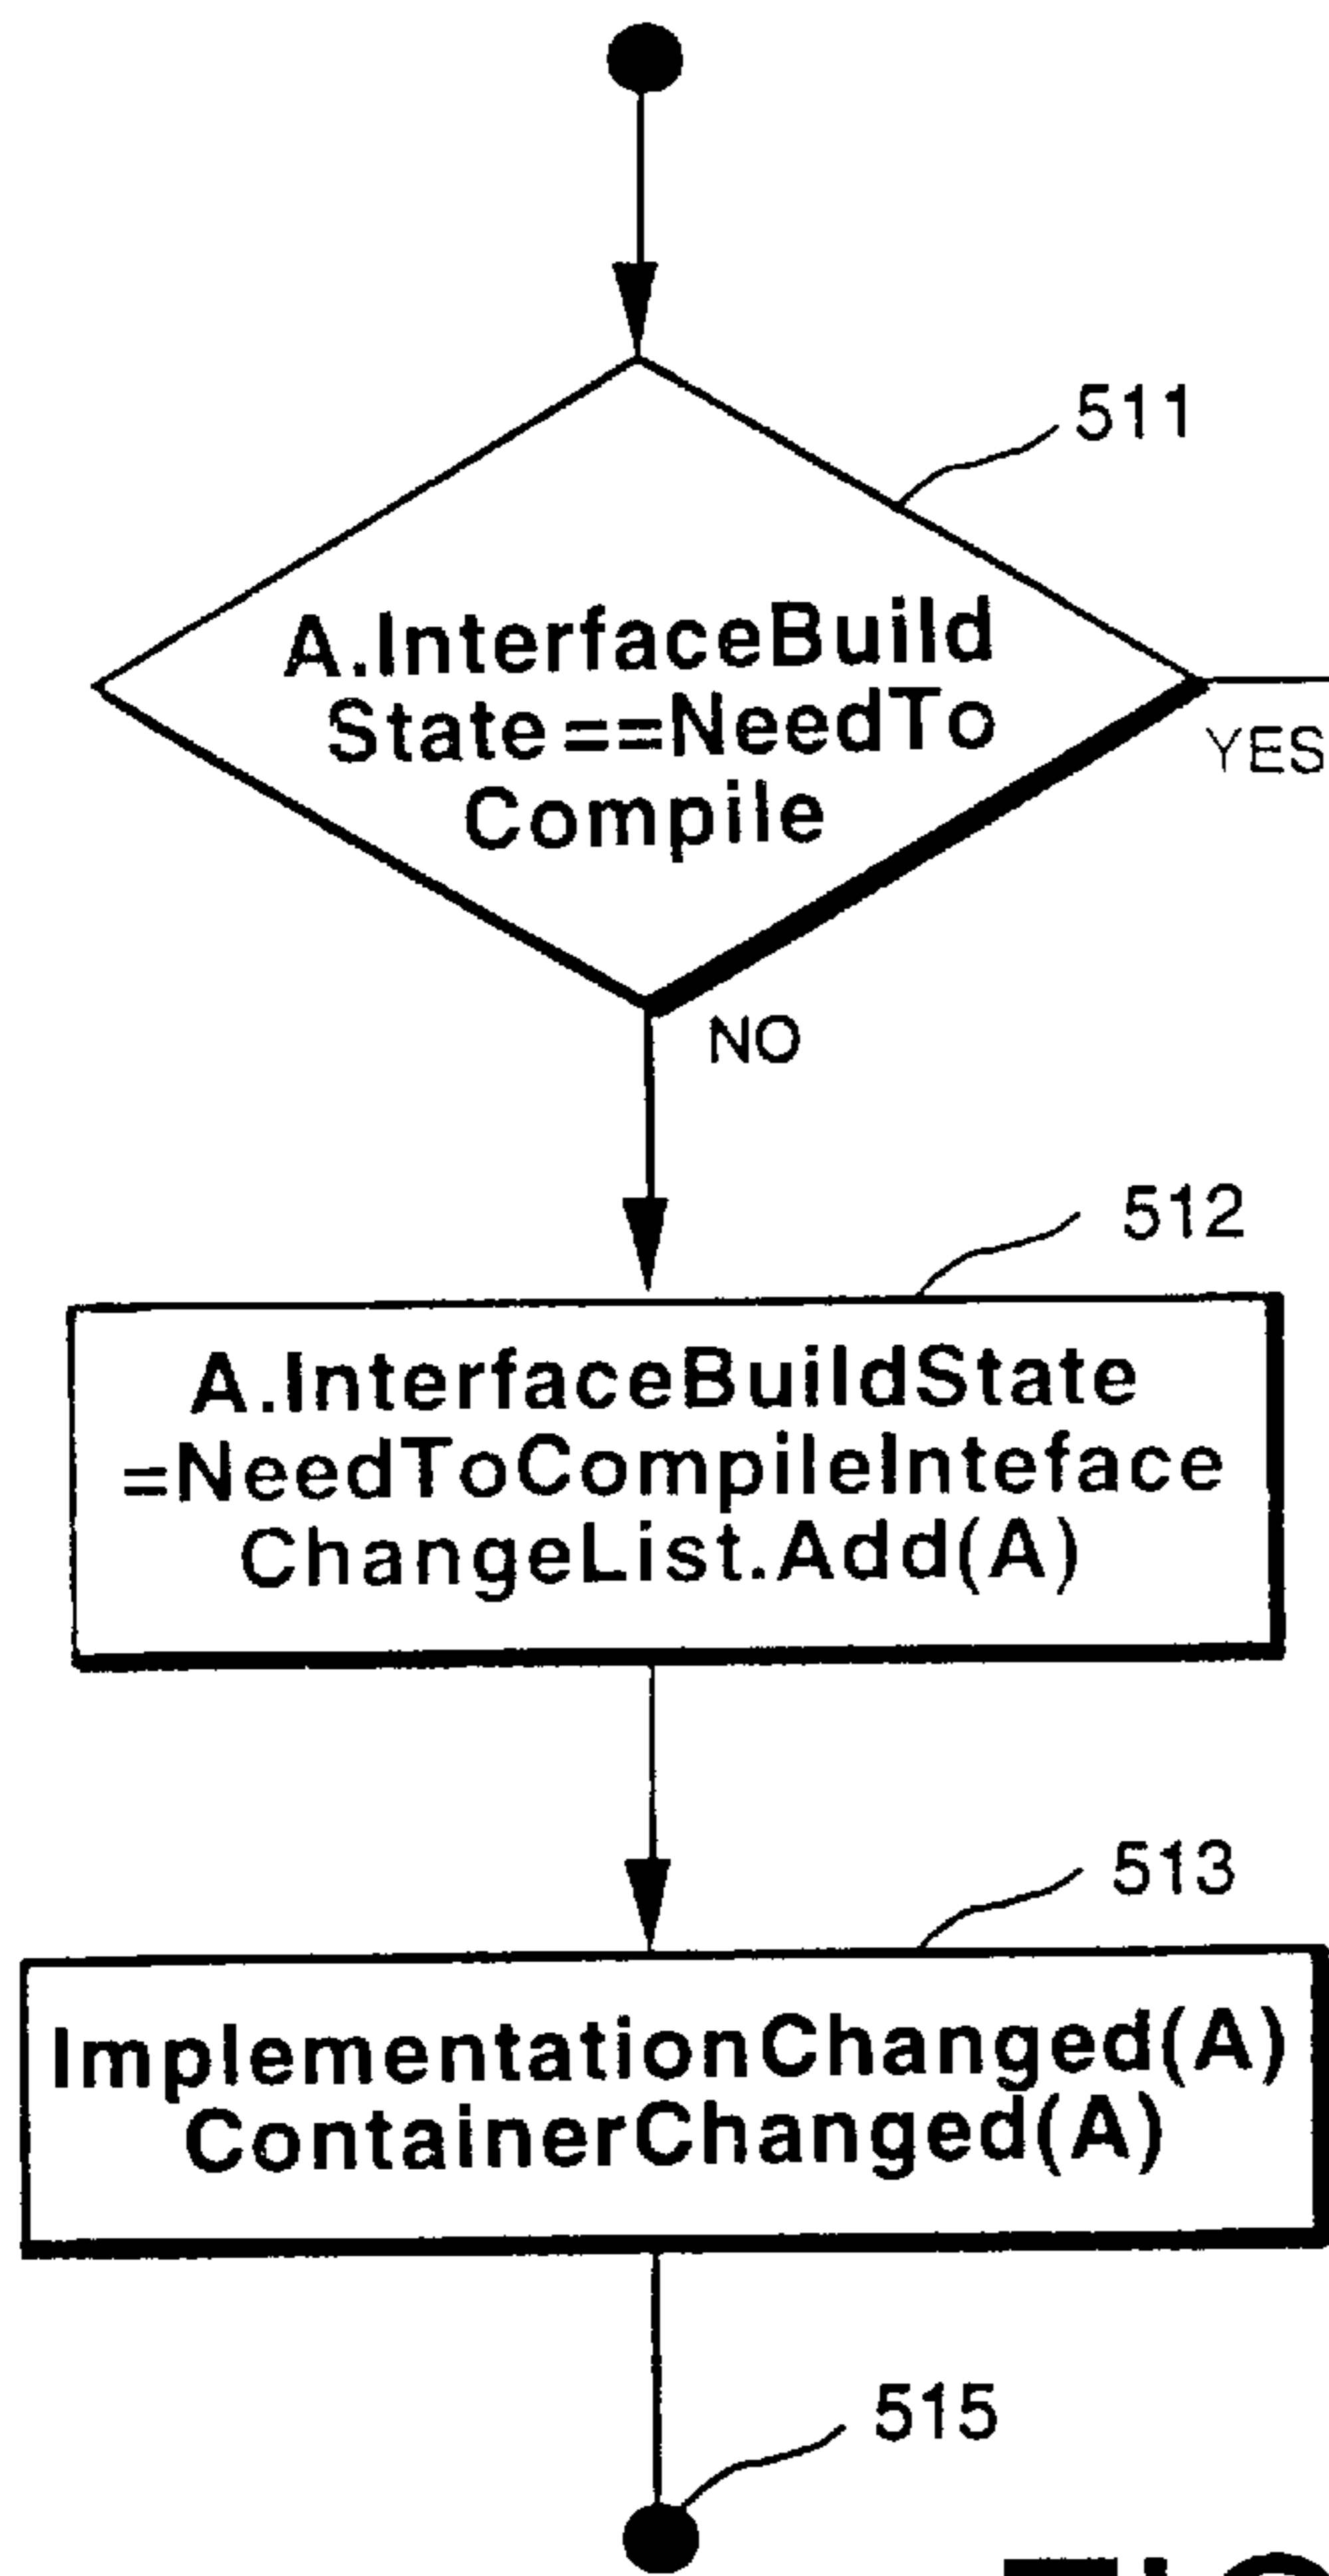 511
A.InterfaceBuild
State==NeedTo
Compile
YES
NO
512
A.InterfaceBuildState
=NeedToCompileInteface
ChangeList.Add(A)
513
ImplementationChanged(A)
ContainerChanged(A)
515